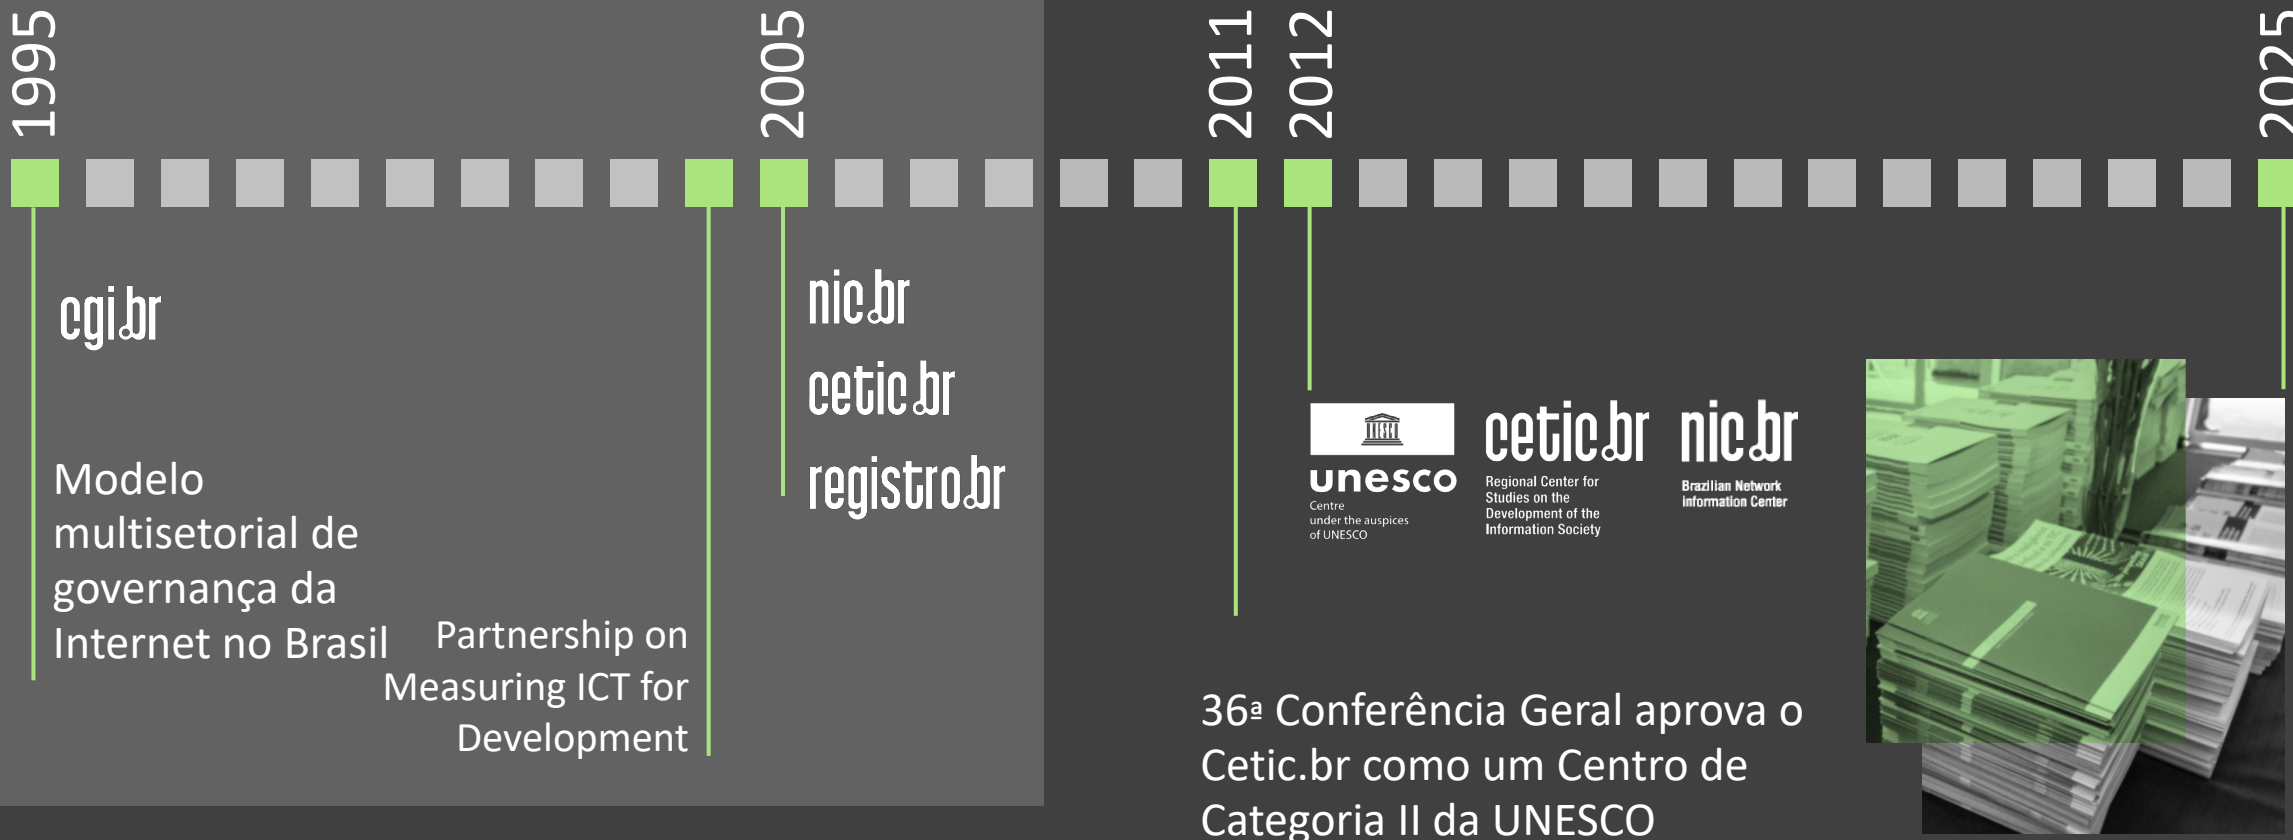 1995
2005
2011
2012
2025
cgi.br
Modelo
multisetorial de
governança da
Internet no Brasil
Partnership on
Measuring ICT for
Development
nic.br
cetic.br
registro.br
unesco
Centre
under the auspices
of UNESCO
cetic.br
Regional Center for
Studies on the
Development of the
Information Society
nic.br
Brazilian Network
Information Center
36ª Conferência Geral aprova o
Cetic.br como um Centro de
Categoria II da UNESCO